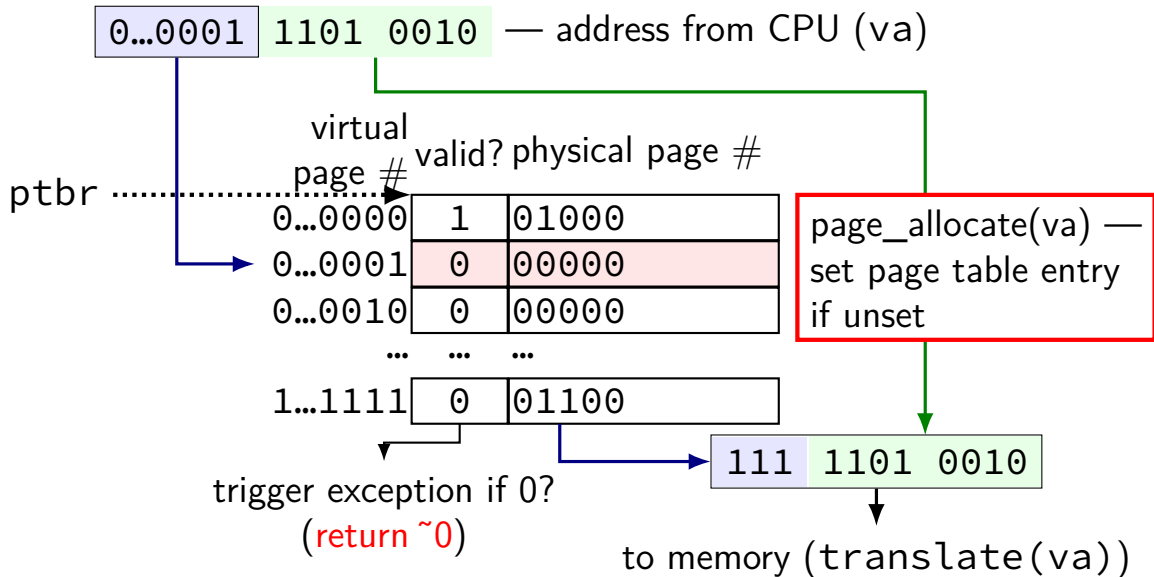 0…0001 1101 0010 — address from CPU (va)
virtual
page #
valid? physical page #
ptbr
0…0000 1 01000
0…0001 0 00000
0…0010 0 00000
… … …
1…1111 0 01100
page_allocate(va) —
set page table entry
if unset
trigger exception if 0?
(return ~0)
111 1101 0010
to memory (translate(va))